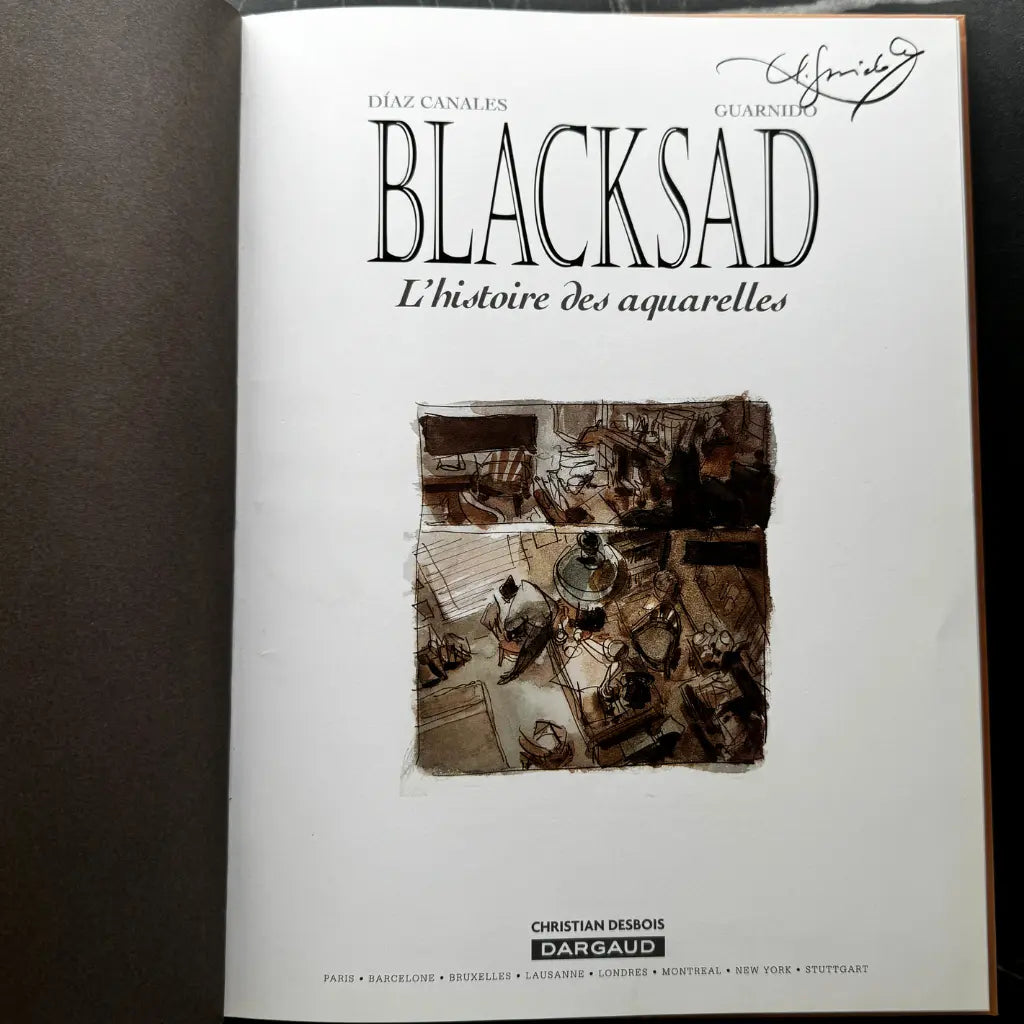 DÍAZ CANALES GUARNIDO
BLACKSAD
L'histoire des aquarelles
CHRISTIAN DESBOIS
DARGAUD
PARIS • BARCELONE • BRUXELLES • LAUSANNE • LONDRES • MONTREAL • NEW YORK • STUTTGART